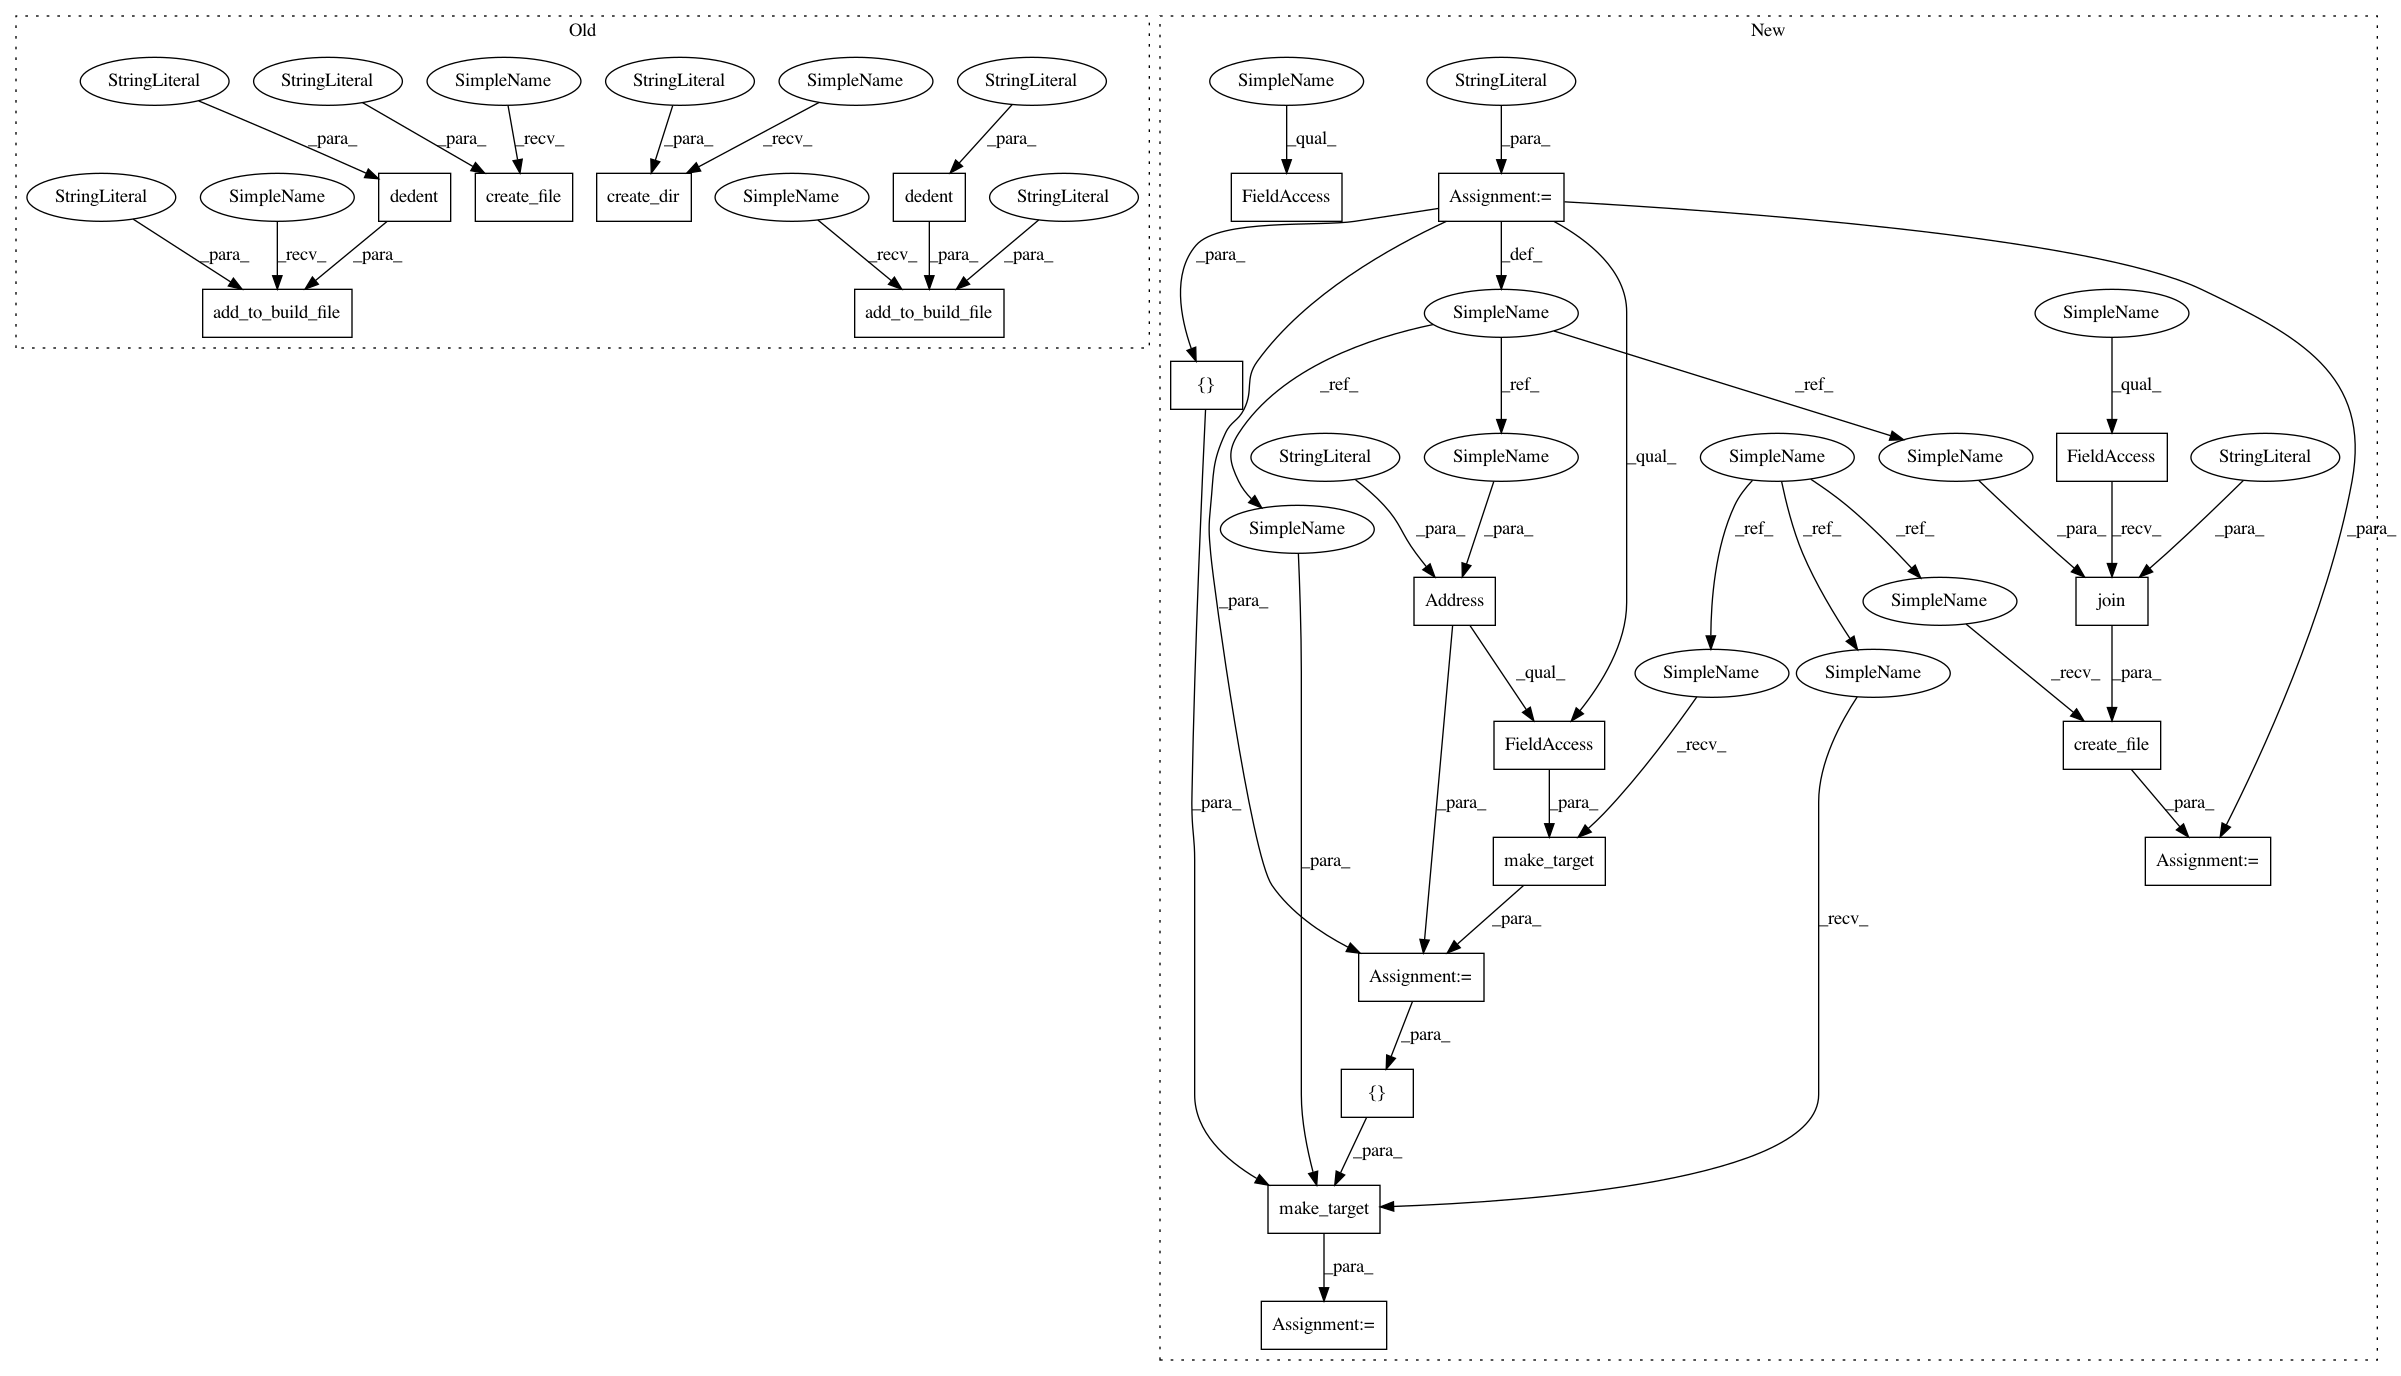 Old
New
StringLiteral
StringLiteral
SimpleName
StringLiteral
SimpleName
StringLiteral
SimpleName
StringLiteral
_para_
_para_
_recv_
_para_
_recv_
_para_
_qual_
_para_
StringLiteral
SimpleName
dedent
create_file
create_dir
SimpleName
dedent
StringLiteral
FieldAccess
Assignment:=
_para_
_recv_
_para_
_recv_
_para_
_para_
_para_
_def_
add_to_build_file
add_to_build_file
SimpleName
SimpleName
{}
_ref_
_ref_
_ref_
_qual_
StringLiteral
SimpleName
_qual_
SimpleName
SimpleName
FieldAccess
StringLiteral
SimpleName
_para_
_para_
_ref_
_ref_
_ref_
_para_
_recv_
_para_
_para_
_para_
Address
SimpleName
join
_qual_
SimpleName
SimpleName
_recv_
_para_
FieldAccess
_recv_
create_file
_para_
_para_
_para_
_para_
_para_
make_target
Assignment:=
_para_
_recv_
Assignment:=
_para_
{}
_para_
make_target
_para_
Assignment:=